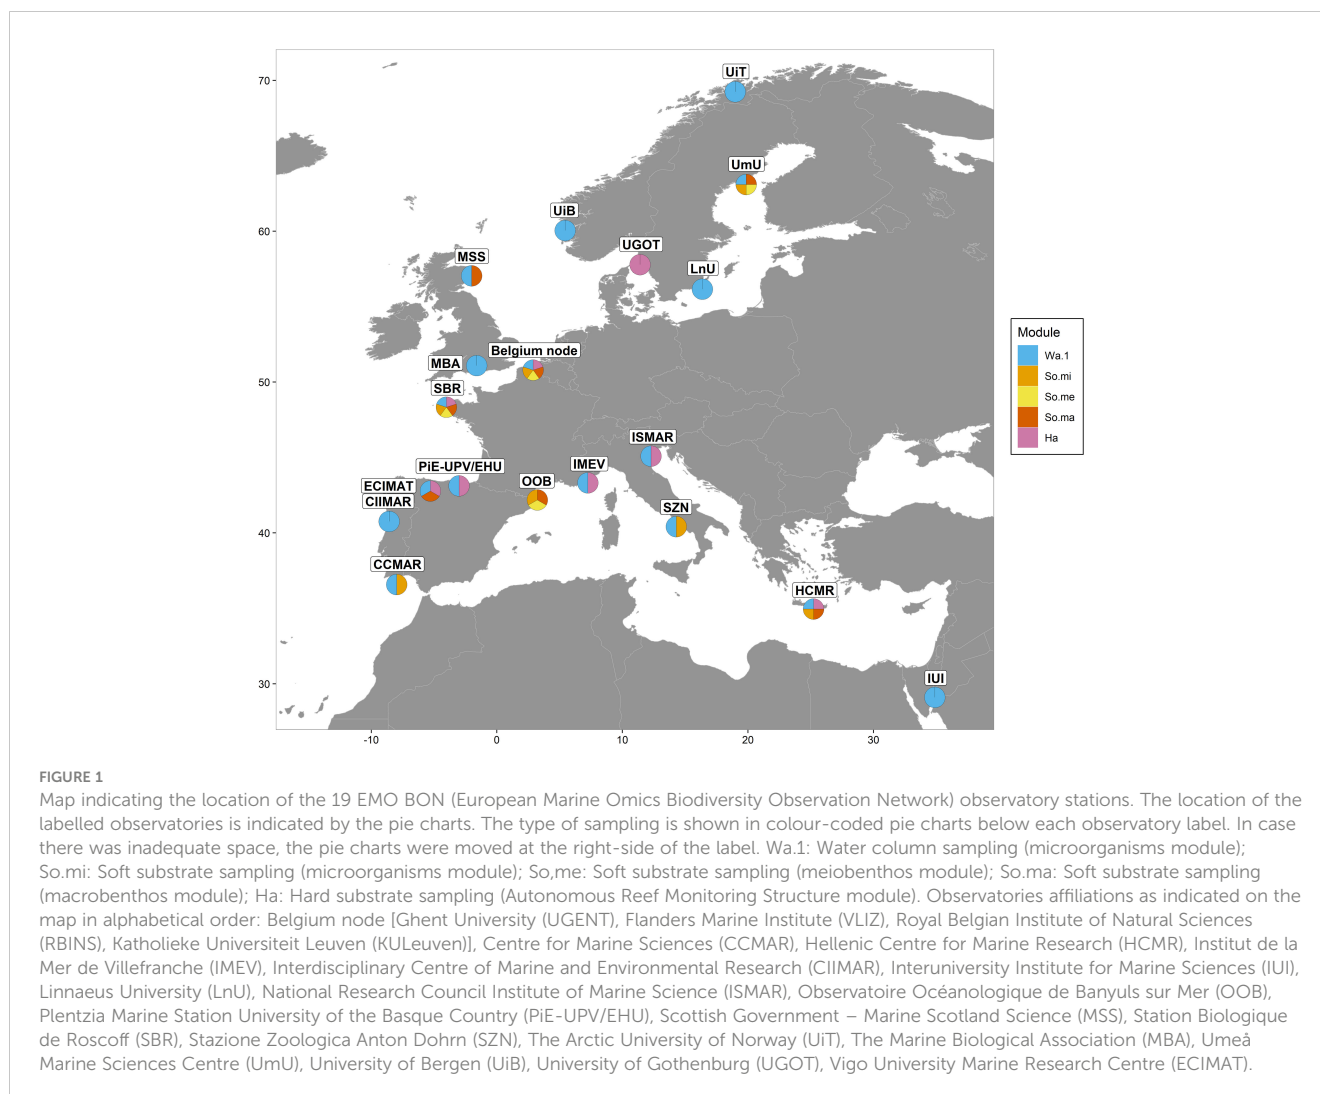 70
60
50
40
30
-10
0
10
20
30
UiT
UmU
UiB
UGOT
MSS
LnU
Belgium node
MBA
SBR
ISMAR
PiE-UPV/EHU
IMEV
ECIMAT
OOB
CIIMAR
SZN
CCMAR
HCMR
IUI
Module
Wa.1
So.mi
So.me
So.ma
Ha
FIGURE 1
Map indicating the location of the 19 EMO BON (European Marine Omics Biodiversity Observation Network) observatory stations. The location of the
labelled observatories is indicated by the pie charts. The type of sampling is shown in colour-coded pie charts below each observatory label. In case
there was inadequate space, the pie charts were moved at the right-side of the label. Wa.1: Water column sampling (microorganisms module);
So.mi: Soft substrate sampling (microorganisms module); So,me: Soft substrate sampling (meiobenthos module); So.ma: Soft substrate sampling
(macrobenthos module); Ha: Hard substrate sampling (Autonomous Reef Monitoring Structure module). Observatories affiliations as indicated on the
map in alphabetical order: Belgium node [Ghent University (UGENT), Flanders Marine Institute (VLIZ), Royal Belgian Institute of Natural Sciences
(RBINS), Katholieke Universiteit Leuven (KULeuven)], Centre for Marine Sciences (CCMAR), Hellenic Centre for Marine Research (HCMR), Institut de la
Mer de Villefranche (IMEV), Interdisciplinary Centre of Marine and Environmental Research (CIIMAR), Interuniversity Institute for Marine Sciences (IUI),
Linnaeus University (LnU), National Research Council Institute of Marine Science (ISMAR), Observatoire Océanologique de Banyuls sur Mer (OOB),
Plentzia Marine Station University of the Basque Country (PiE-UPV/EHU), Scottish Government – Marine Scotland Science (MSS), Station Biologique
de Roscoff (SBR), Stazione Zoologica Anton Dohrn (SZN), The Arctic University of Norway (UiT), The Marine Biological Association (MBA), Umeå
Marine Sciences Centre (UmU), University of Bergen (UiB), University of Gothenburg (UGOT), Vigo University Marine Research Centre (ECIMAT).